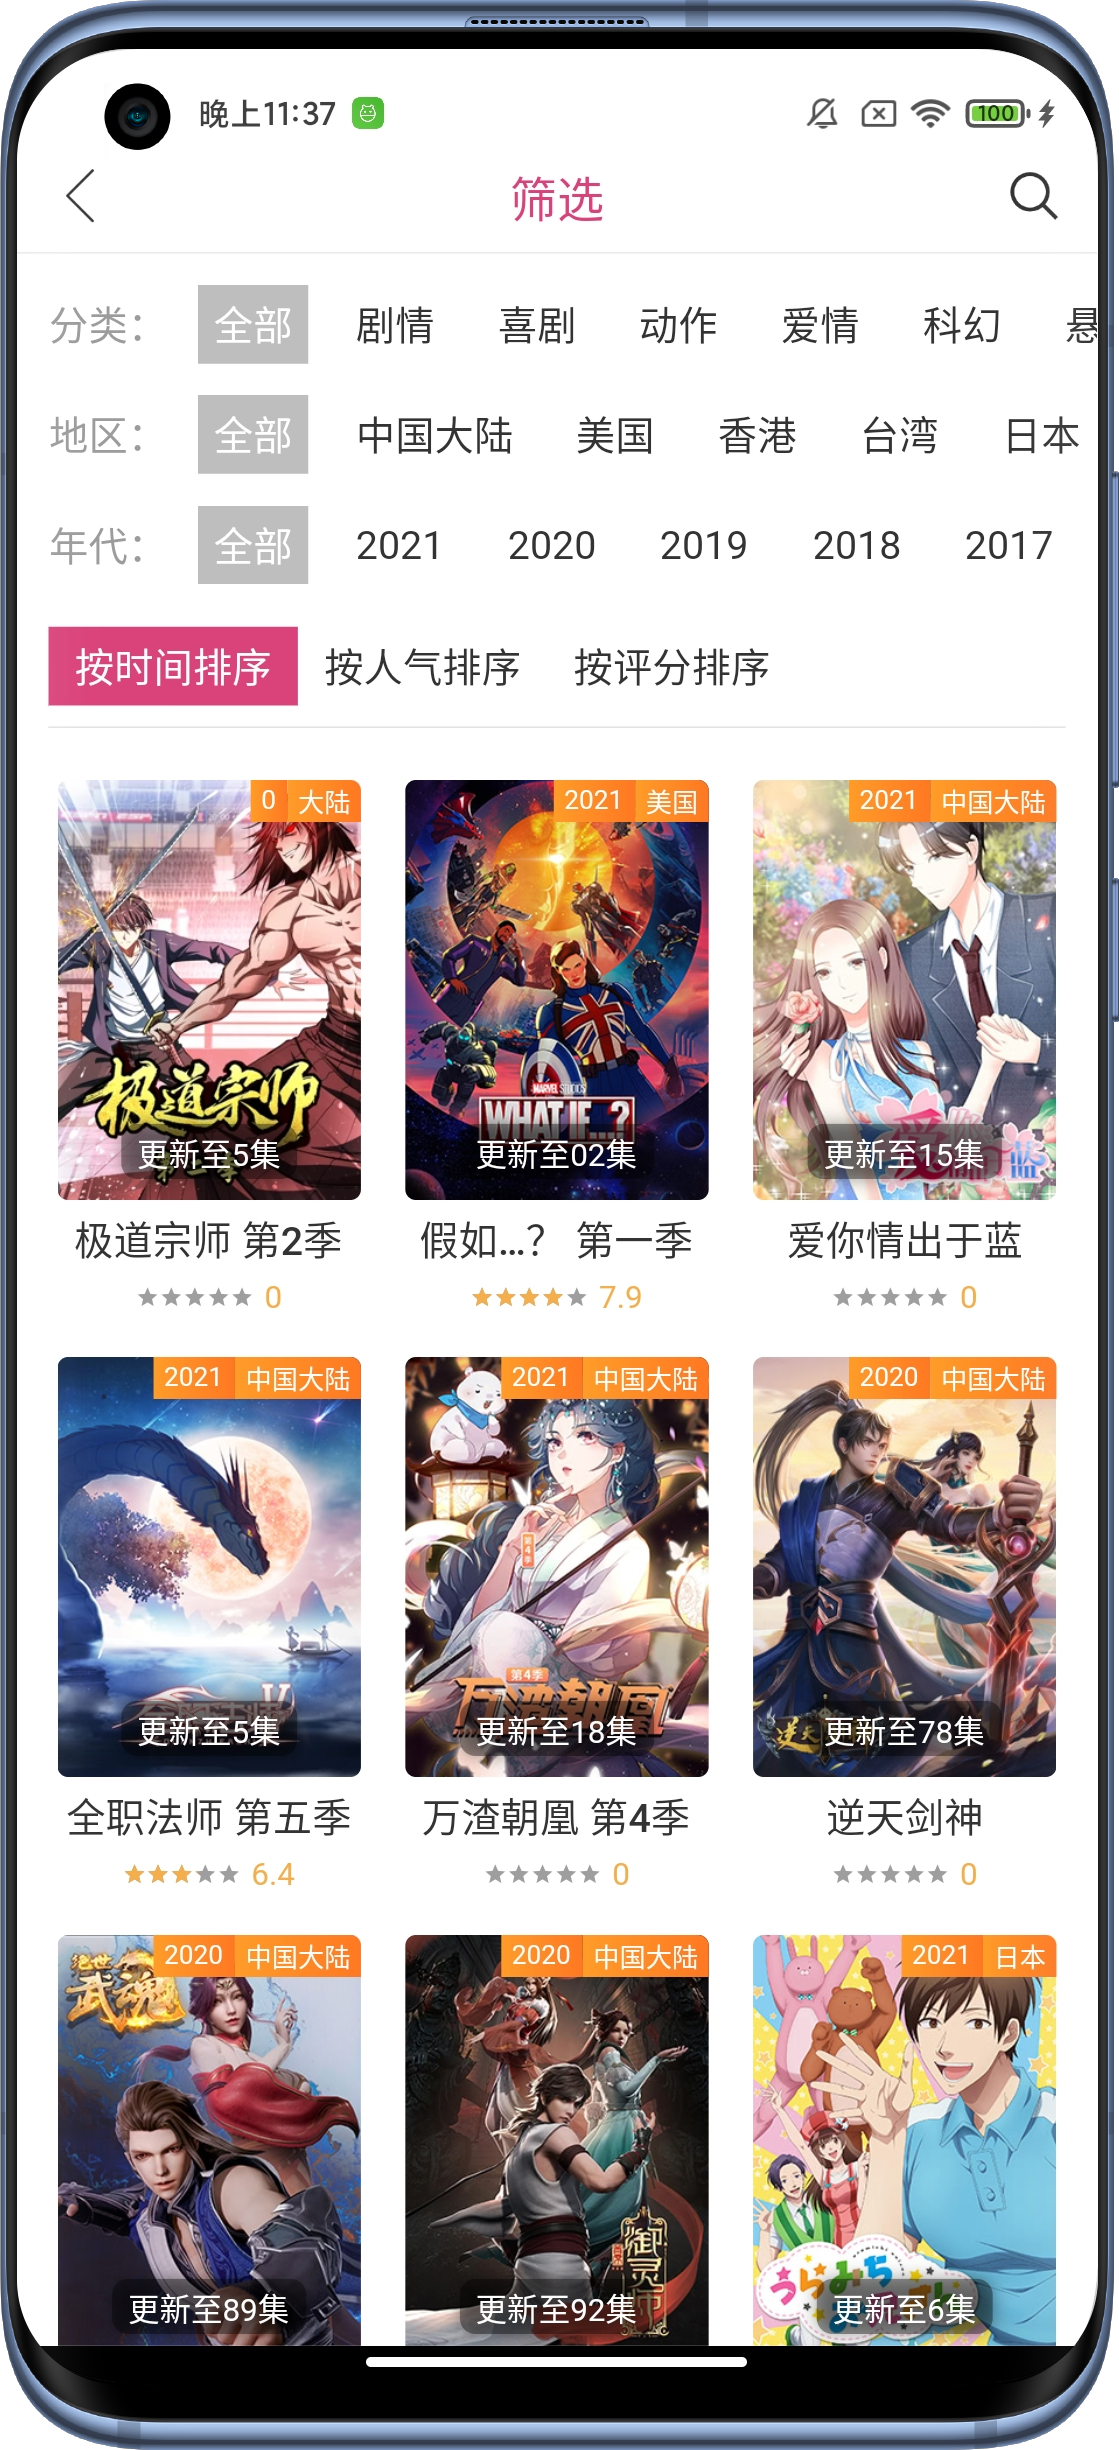 晚上11:37
100
筛选
分类： 全部 剧情 喜剧 动作 爱情 科幻 悬
地区： 全部 中国大陆 美国 香港 台湾 日本
年代： 全部 2021 2020 2019 2018 2017
按时间排序 按人气排序 按评分排序
0 大陆
极道宗师
更新至5集
极道宗师 第2季
0
2021 美国
MARVEL STUDIOS
WHAT IF...?
更新至02集
假如...？ 第一季
7.9
2021 中国大陆
更新至15集
爱你情出于蓝
0
2021 中国大陆
V
更新至5集
全职法师 第五季
6.4
2021 中国大陆
第4季
第4季
万渣朝凰
更新至18集
万渣朝凰 第4季
0
2020 中国大陆
逆天
更新至78集
逆天剑神
0
2020 中国大陆
绝世
武魂
更新至89集
2020 中国大陆
御灵师
更新至92集
2021 日本
うらみち
更新至6集